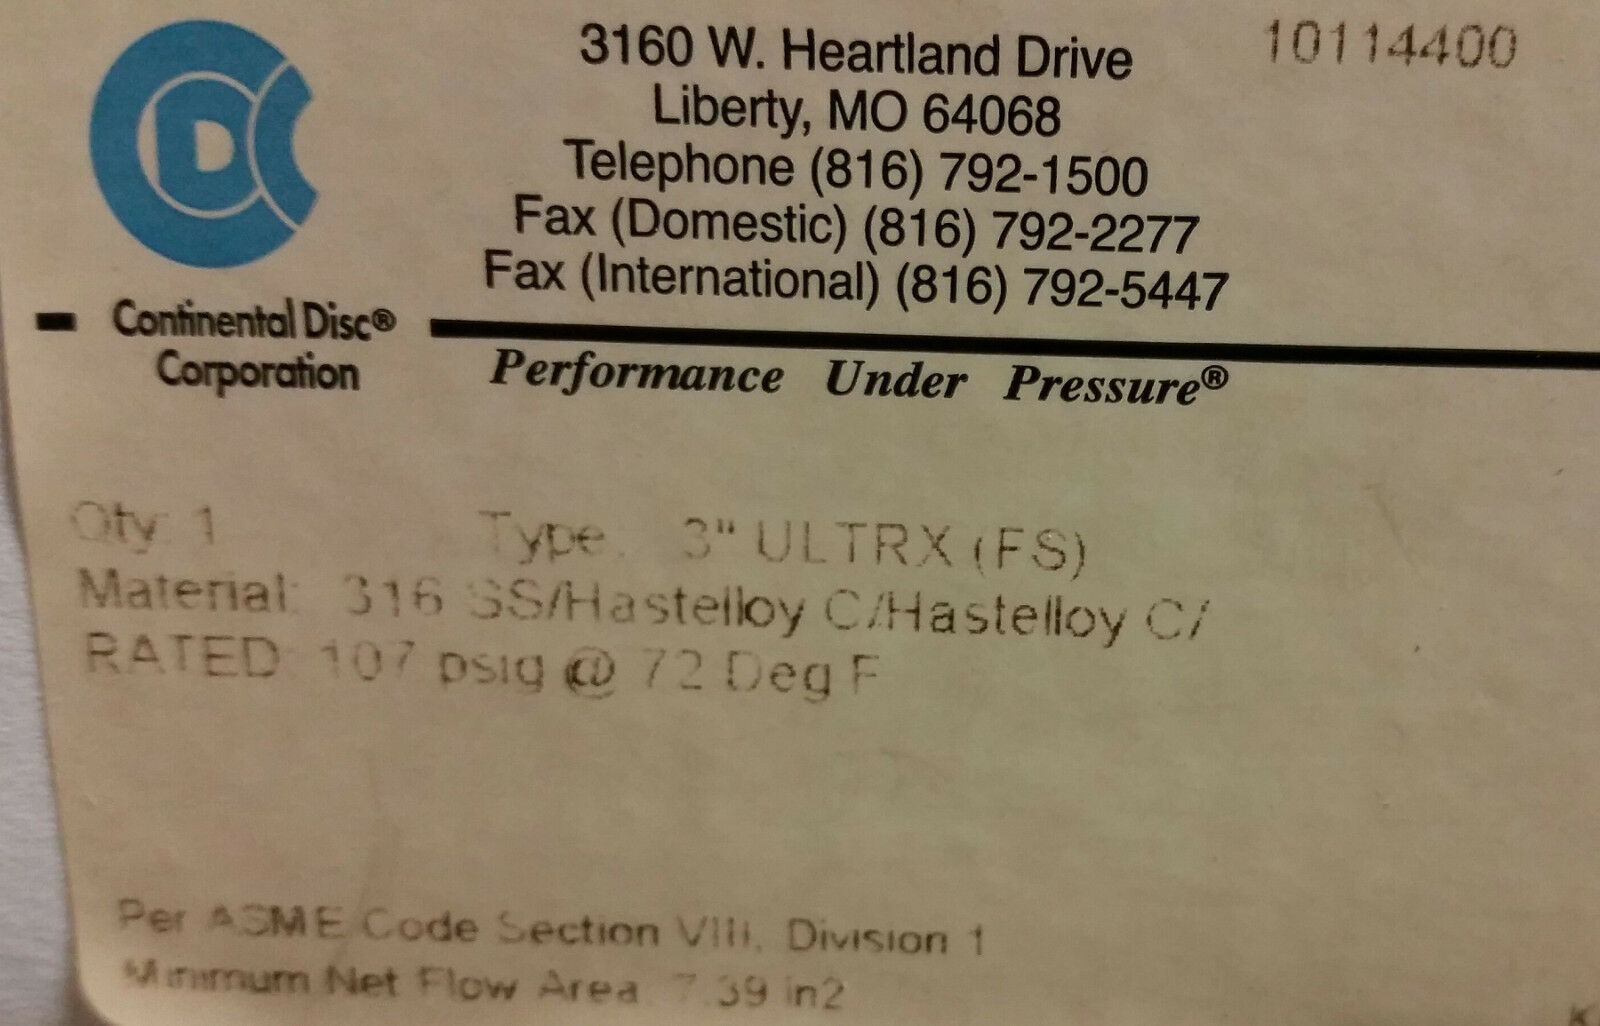 3160 W. Heartland Drive
10114400
Liberty, MO 64068
Telephone (816) 792-1500
Fax (Domestic) (816) 792-2277
Fax (International) (816) 792-5447
DC
Continental Disc®
Corporation
Performance Under Pressure®
Qty: 1 Type: 3" ULTRX (FS)
Material: 316 SS/Hastelloy C/Hastelloy C/
RATED: 107 psig @ 72 Deg F
Per ASME Code Section VIII, Division 1
Minimum Net Flow Area 7.39 in2